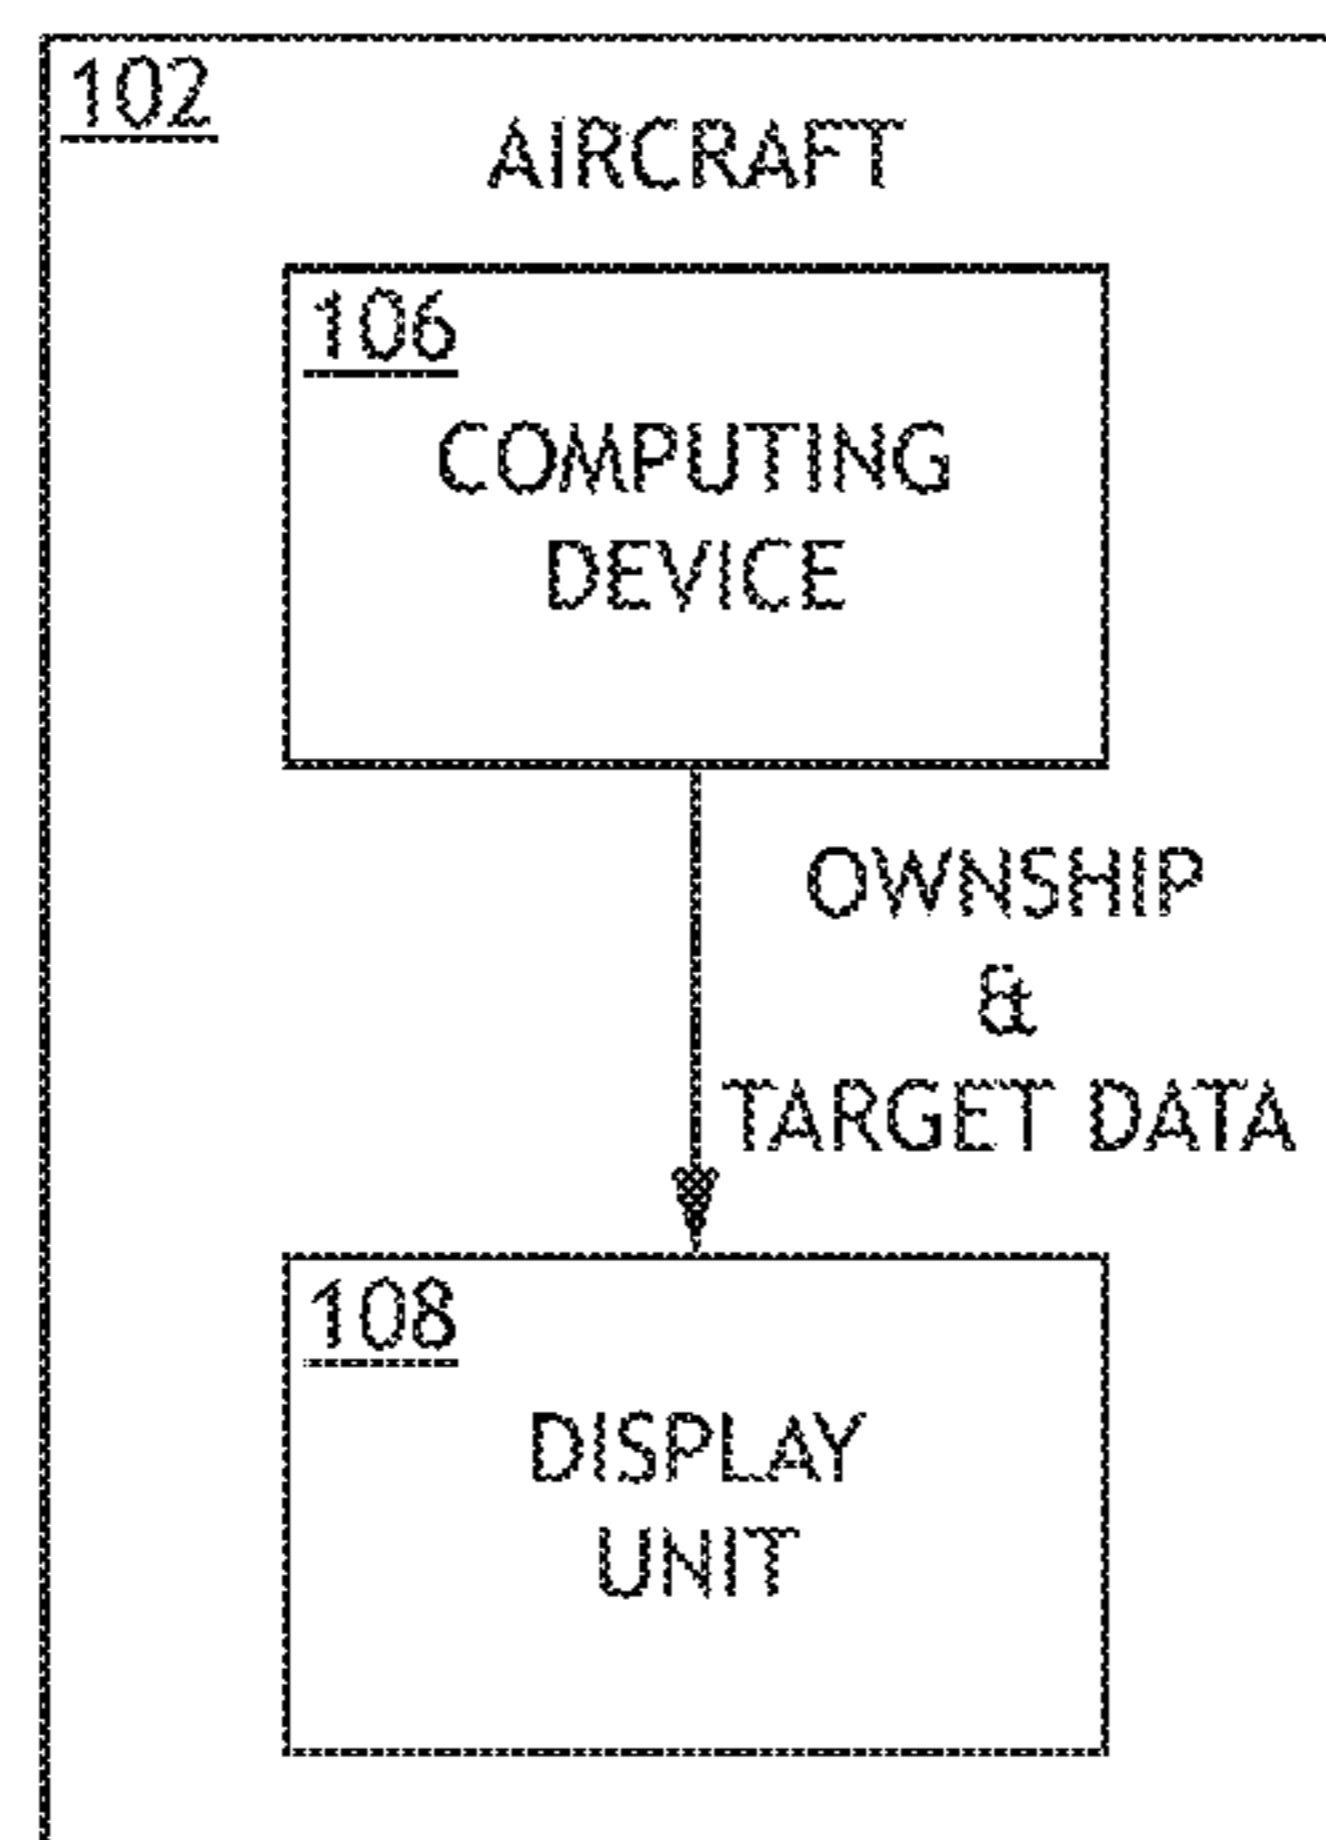 102
AIRCRAFT
106
COMPUTING
DEVICE
OWNSHIP
&
TARGET DATA
108
DISPLAY
UNIT